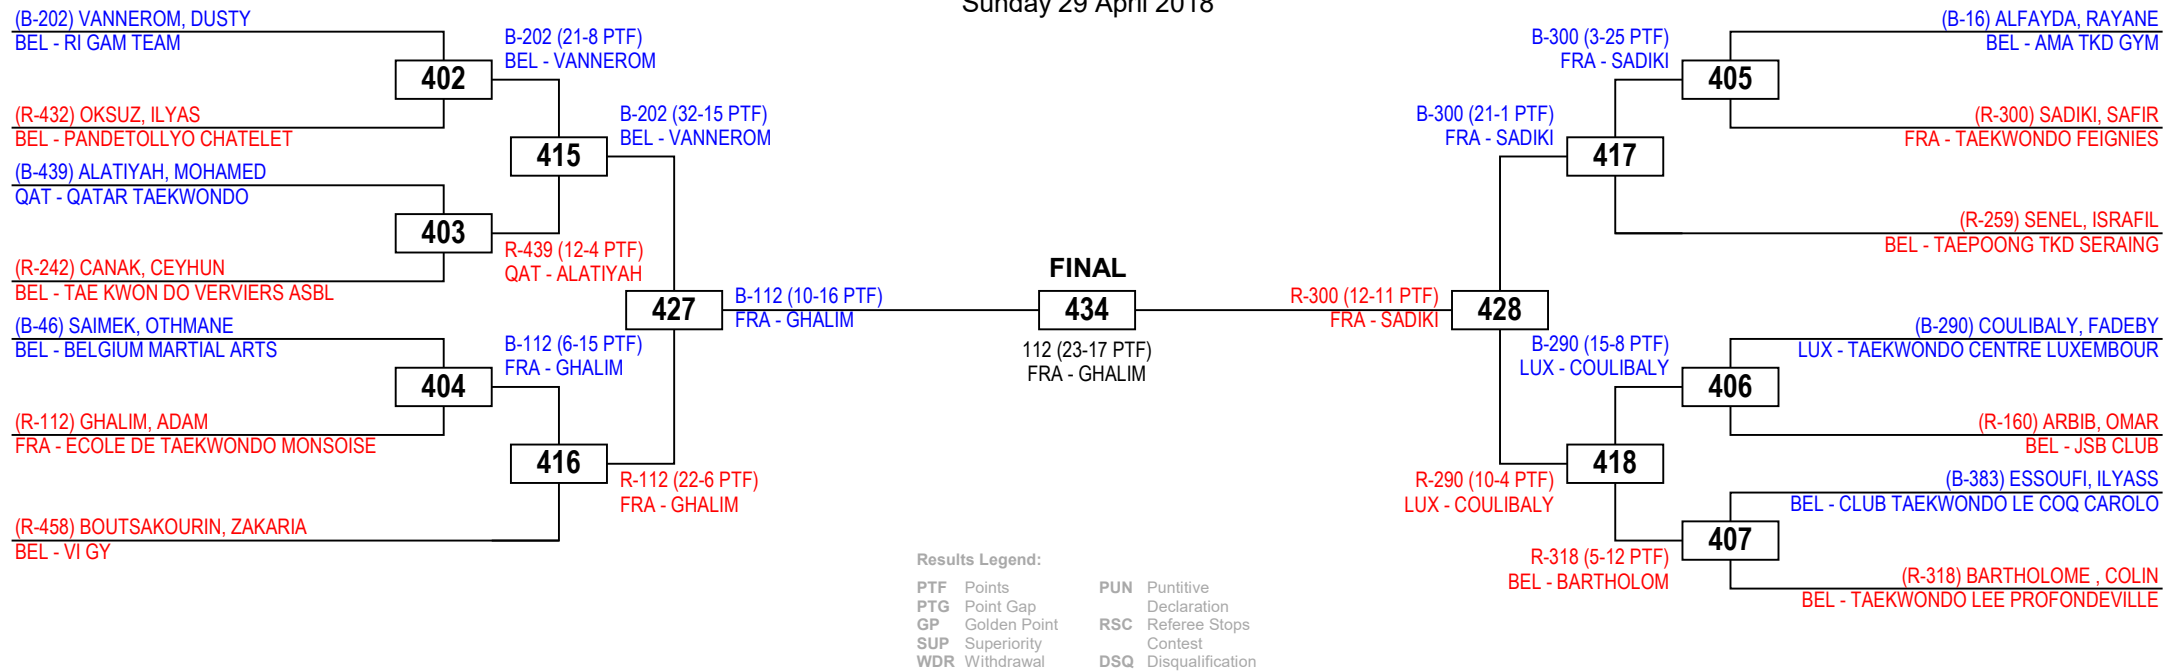 Sunday 29 April 2018
(B-202) VANNEROM, DUSTY
BEL - RI GAM TEAM
402
(R-432) OKSUZ, ILYAS
BEL - PANDETOLLYO CHATELET
(B-439) ALATIYAH, MOHAMED
QAT - QATAR TAEKWONDO
403
(R-242) CANAK, CEYHUN
BEL - TAE KWON DO VERVIERS ASBL
(B-46) SAIMEK, OTHMANE
BEL - BELGIUM MARTIAL ARTS
404
(R-112) GHALIM, ADAM
FRA - ECOLE DE TAEKWONDO MONSOISE
(R-458) BOUTSAKOURIN, ZAKARIA
BEL - VI GY
B-202 (21-8 PTF)
BEL - VANNEROM
415
R-439 (12-4 PTF)
QAT - ALATIYAH
B-112 (6-15 PTF)
FRA - GHALIM
416
B-202 (32-15 PTF)
BEL - VANNEROM
427
R-112 (22-6 PTF)
FRA - GHALIM
B-112 (10-16 PTF)
FRA - GHALIM
FINAL
434
112 (23-17 PTF)
FRA - GHALIM
R-300 (12-11 PTF)
FRA - SADIKI
428
B-300 (21-1 PTF)
FRA - SADIKI
417
R-290 (10-4 PTF)
LUX - COULIBALY
418
B-300 (3-25 PTF)
FRA - SADIKI
405
B-290 (15-8 PTF)
LUX - COULIBALY
406
R-318 (5-12 PTF)
BEL - BARTHOLOM
407
(B-16) ALFAYDA, RAYANE
BEL - AMA TKD GYM
(R-300) SADIKI, SAFIR
FRA - TAEKWONDO FEIGNIES
(R-259) SENEL, ISRAFIL
BEL - TAEPOONG TKD SERAING
(B-290) COULIBALY, FADEBY
LUX - TAEKWONDO CENTRE LUXEMBOUR
(R-160) ARBIB, OMAR
BEL - JSB CLUB
(B-383) ESSOUFI, ILYASS
BEL - CLUB TAEKWONDO LE COQ CAROLO
(R-318) BARTHOLOME , COLIN
BEL - TAEKWONDO LEE PROFONDEVILLE
Results Legend:
PTF Points
PTG Point Gap
GP Golden Point
SUP Superiority
WDR Withdrawal
PUN Puntitive
Declaration
RSC Referee Stops
Contest
DSQ Disqualification